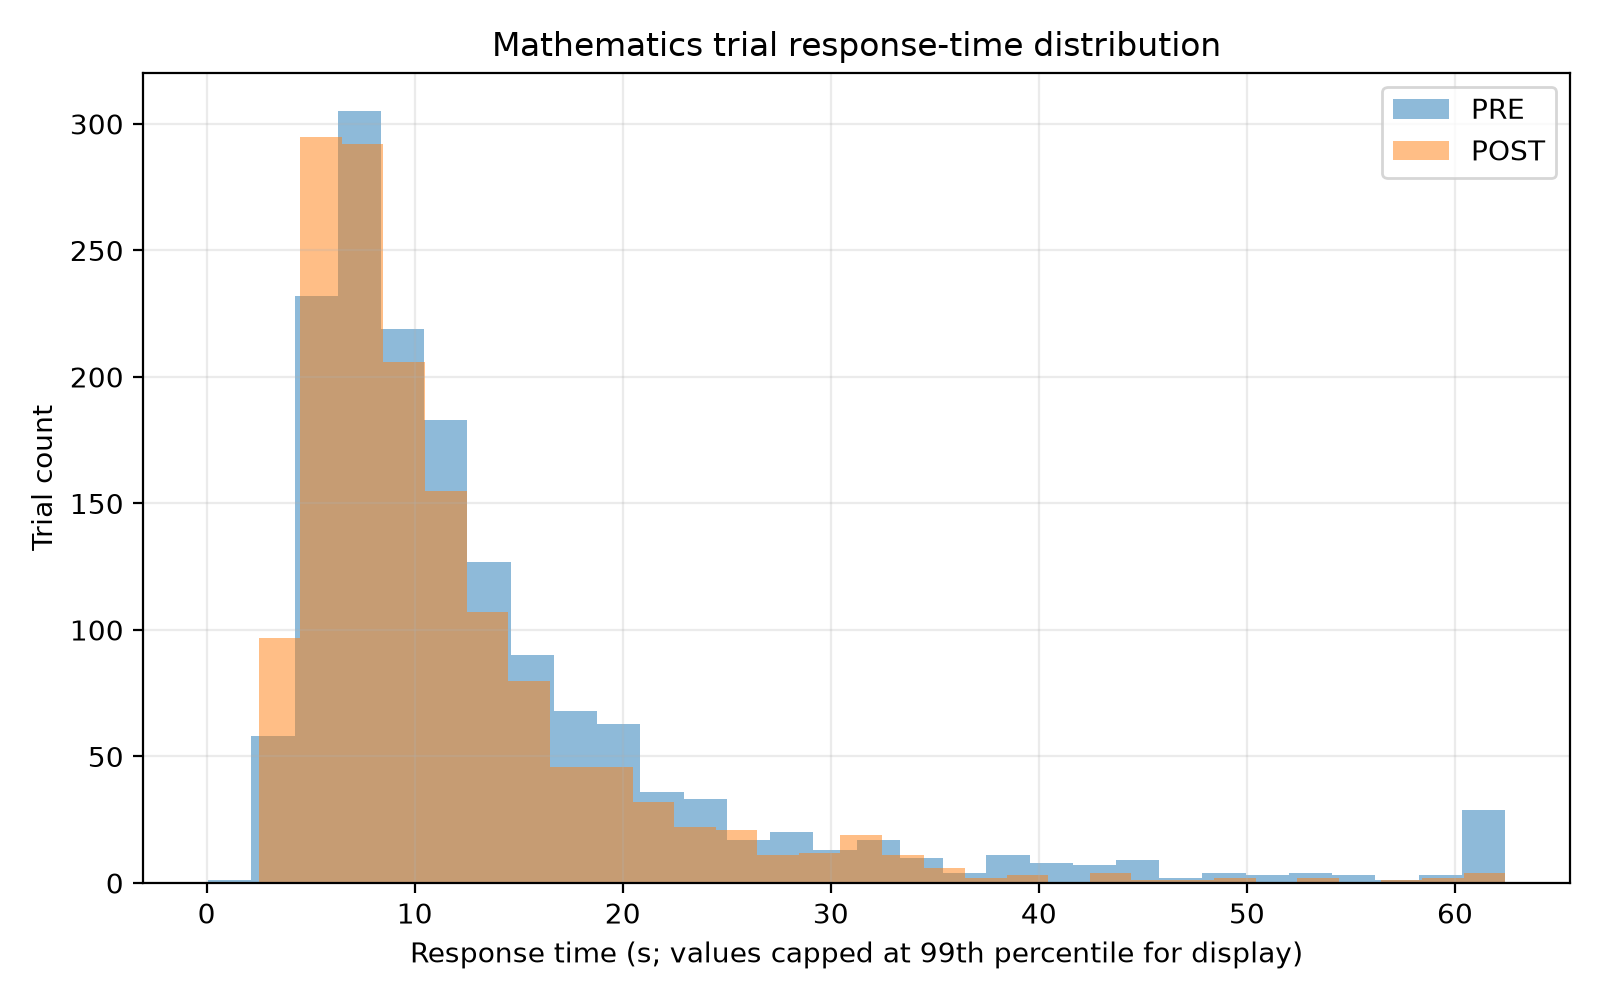 Mathematics trial response-time distribution
PRE
POST
Trial count
300
250
200
150
100
50
0
0 10 20 30 40 50 60
Response time (s; values capped at 99th percentile for display)